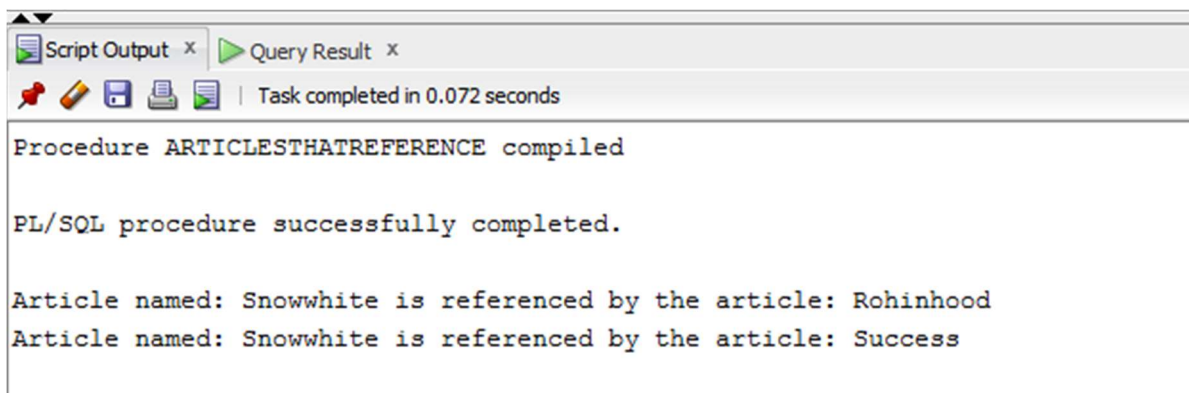 Script Output x Query Result x
Task completed in 0.072 seconds
Procedure ARTICLESTHATREFERENCE compiled
PL/SQL procedure successfully completed.
Article named: Snowwhite is referenced by the article: Rohinhood
Article named: Snowwhite is referenced by the article: Success